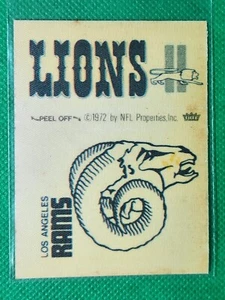 LIONS
PEEL OFF ©1972 by NFL Properties, Inc.
LOS ANGELES
RAMS